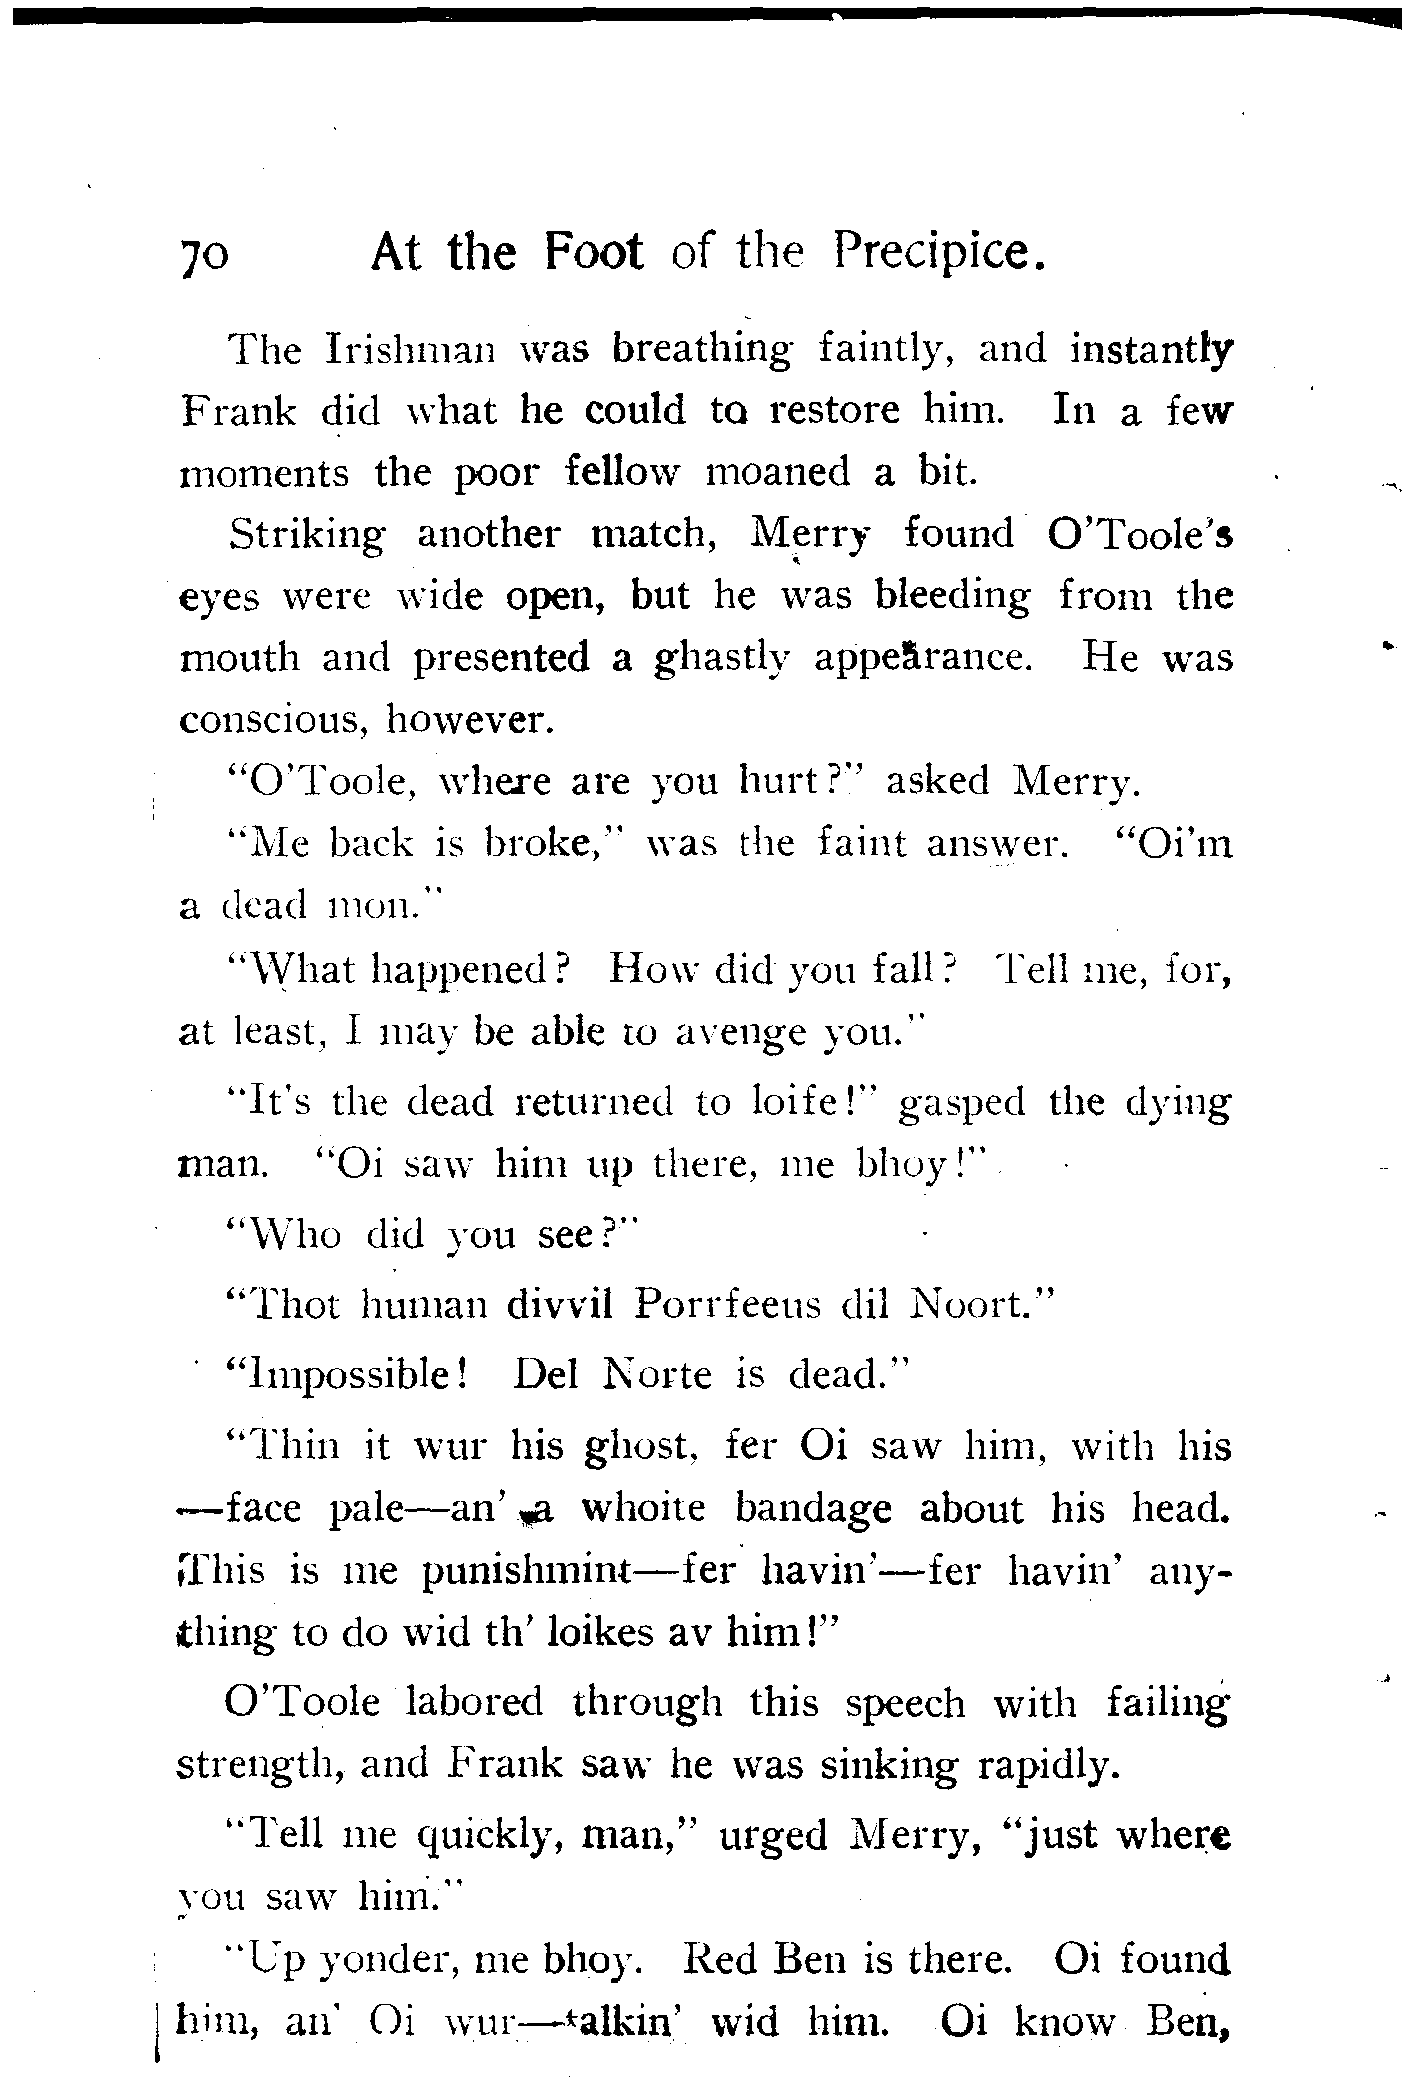 70 At the Foot of the Precipice.
The Irishman was breathing faintly, and instantly
Frank did what he could to restore him. In a few
moments the poor fellow moaned a bit.
Striking another match, Merry found O'Toole's
eyes were wide open, but he was bleeding from the
mouth and presented a ghastly appearance. He was
conscious, however.
"O'Toole, where are you hurt?" asked Merry.
"Me back is broke," was the faint answer. "Oi'm
a dead mon."
"What happened? How did you fall? Tell me, for,
at least, I may be able to avenge you."
"It's the dead returned to loife!" gasped the dying
man. "Oi saw him up there, me bhoy!"
"Who did you see?"
"Thot human divvil Porrfeeus dil Noort."
"Impossible! Del Norte is dead."
"Thin it wur his ghost, fer Oi saw him, with his
—face pale—an' a whoite bandage about his head.
This is me punishmint—fer havin'—fer havin' any-
thing to do wid th' loikes av him!"
O'Toole labored through this speech with failing
strength, and Frank saw he was sinking rapidly.
"Tell me quickly, man," urged Merry, "just where
you saw him."
"Up yonder, me bhoy. Red Ben is there. Oi found
him, an' Oi wur—talkin' wid him. Oi know Ben,